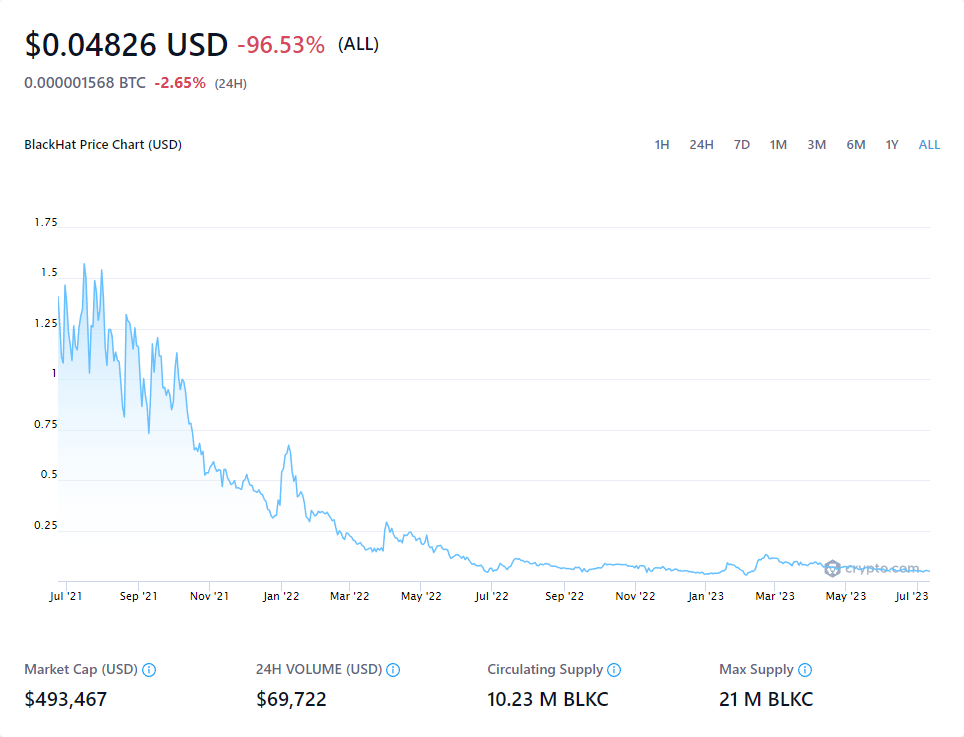 $0.04826 USD -96.53% (ALL)
0.000001568 BTC -2.65% (24H)
BlackHat Price Chart (USD) 1H 24H 7D 1M 3M 6M 1Y ALL
1.75
1.5
1.25
1
0.75
0.5
0.25
crypto.com
Jul '21 Sep '21 Nov '21 Jan '22 Mar '22 May '22 Jul '22 Sep '22 Nov '22 Jan '23 Mar '23 May '23 Jul '23
Market Cap (USD) 24H VOLUME (USD) Circulating Supply Max Supply
$493,467 $69,722 10.23 M BLKC 21 M BLKC